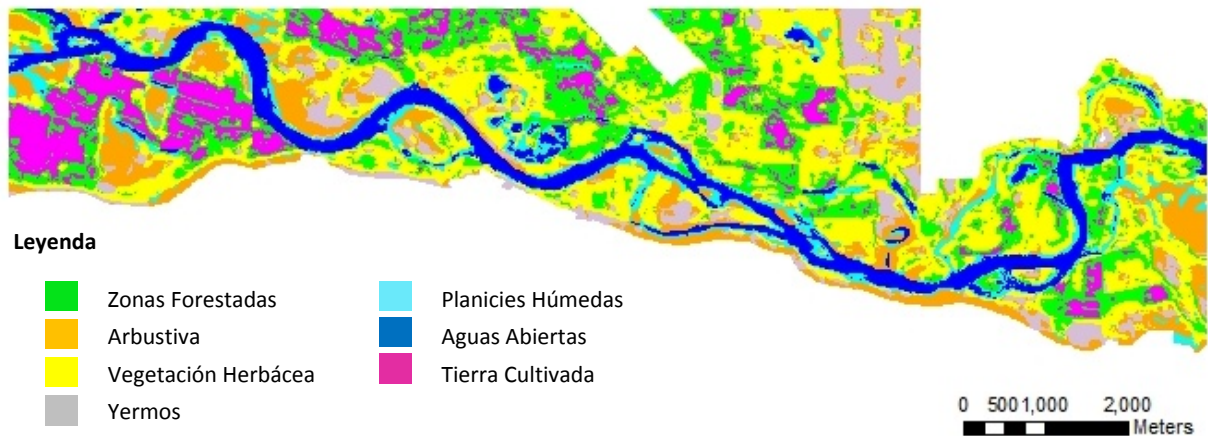 Leyenda
Zonas Forestadas
Arbustiva
Vegetación Herbácea
Yermos
Planicies Húmedas
Aguas Abiertas
Tierra Cultivada
0 500 1,000 2,000
Meters